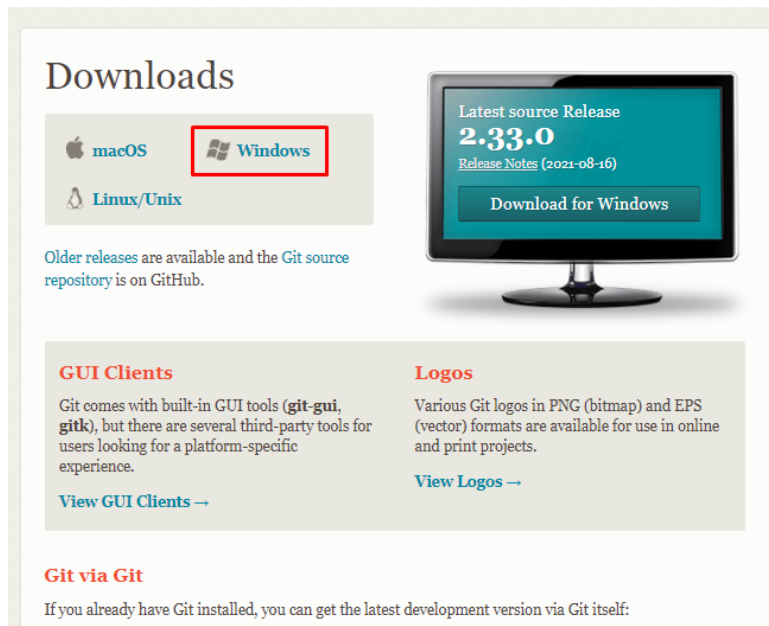 Downloads
macOS
Windows
Linux/Unix
Older releases are available and the Git source
repository is on GitHub.
Latest source Release
2.33.0
Release Notes (2021-08-16)
Download for Windows
GUI Clients
Git comes with built-in GUI tools (git-gui,
gitk), but there are several third-party tools for
users looking for a platform-specific
experience.
View GUI Clients →
Logos
Various Git logos in PNG (bitmap) and EPS
(vector) formats are available for use in online
and print projects.
View Logos →
Git via Git
If you already have Git installed, you can get the latest development version via Git itself: